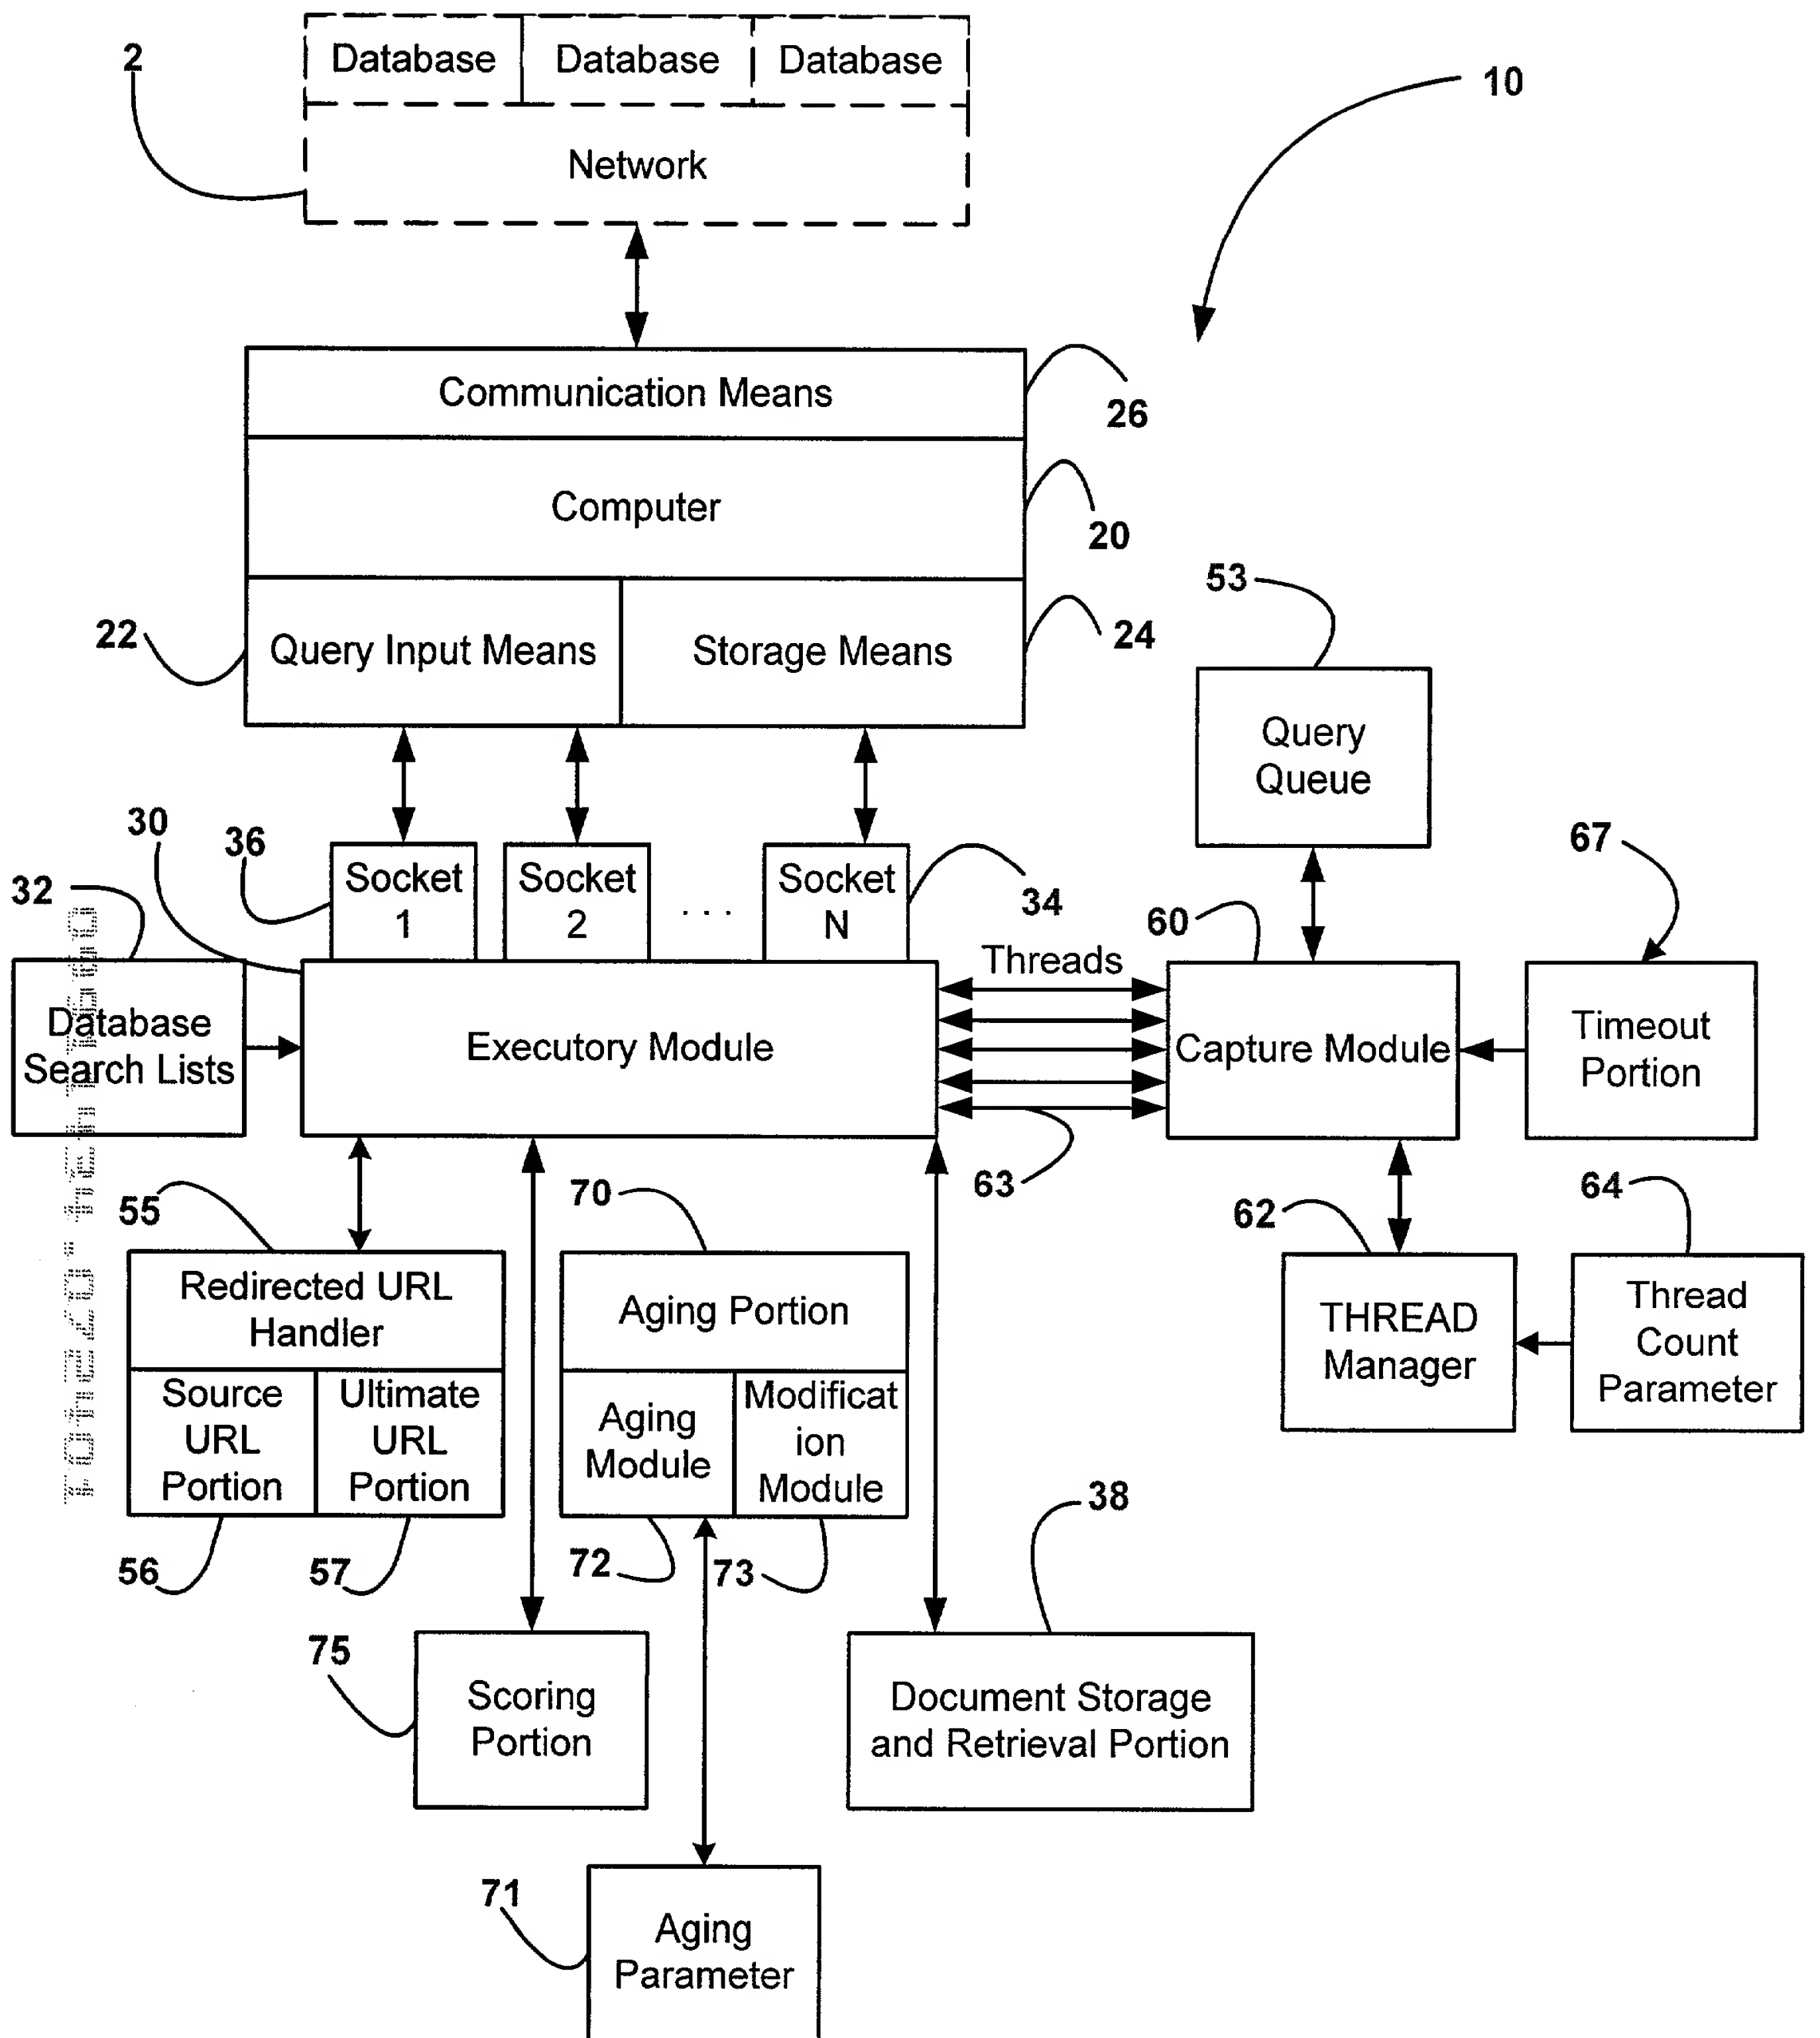 2
Database Database Database
10
Network
Communication Means
26
Computer
20
53
22
Query Input Means
Storage Means
24
Query
Queue
30
36
67
32
Socket
1
Socket
2
. . .
Socket
N
34
60
Threads
Database
Search Lists
Executory Module
Capture Module
Timeout
Portion
55
70
63
62
64
Redirected URL
Handler
Aging Portion
THREAD
Manager
Thread
Count
Parameter
Source
URL
Portion
Ultimate
URL
Portion
Aging
Module
Modificat
ion
Module
38
56
57
72
73
75
Scoring
Portion
Document Storage
and Retrieval Portion
71
Aging
Parameter